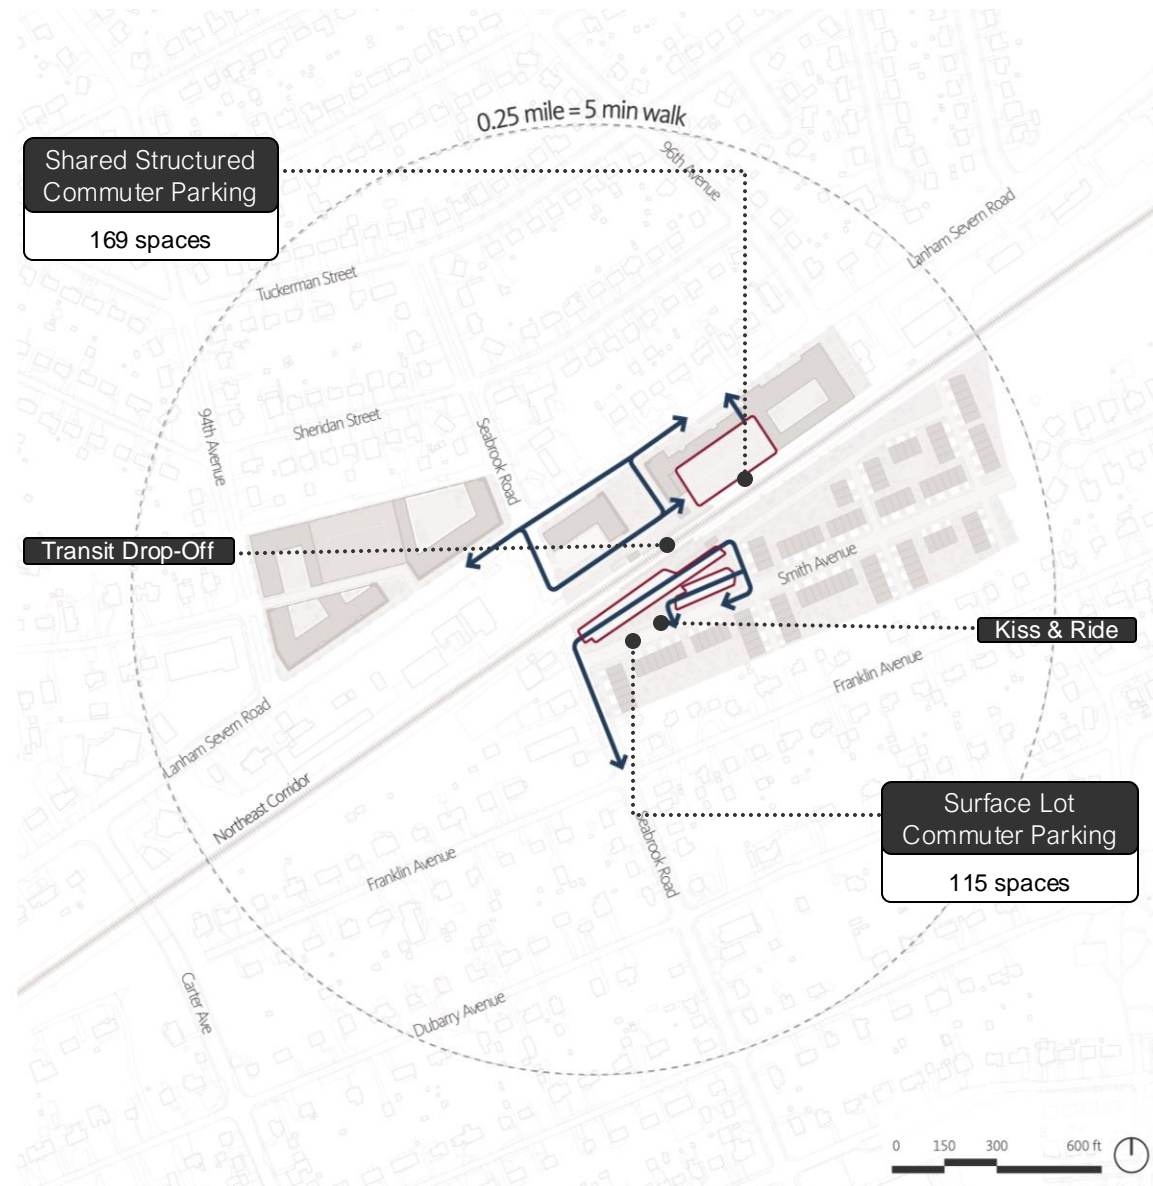 0.25 mile = 5 min walk
Shared Structured
Commuter Parking
169 spaces
96th Avenue
Lanham Severn Road
Tuckerman Street
94th Avenue
Sheridan Street
Seabrook Road
Transit Drop-Off
Smith Avenue
Kiss & Ride
Franklin Avenue
Lanham Severn Road
Northeast Corridor
Surface Lot
Commuter Parking
115 spaces
Seabrook Road
Franklin Avenue
Carter Ave
Dubarry Avenue
0 150 300 600 ft